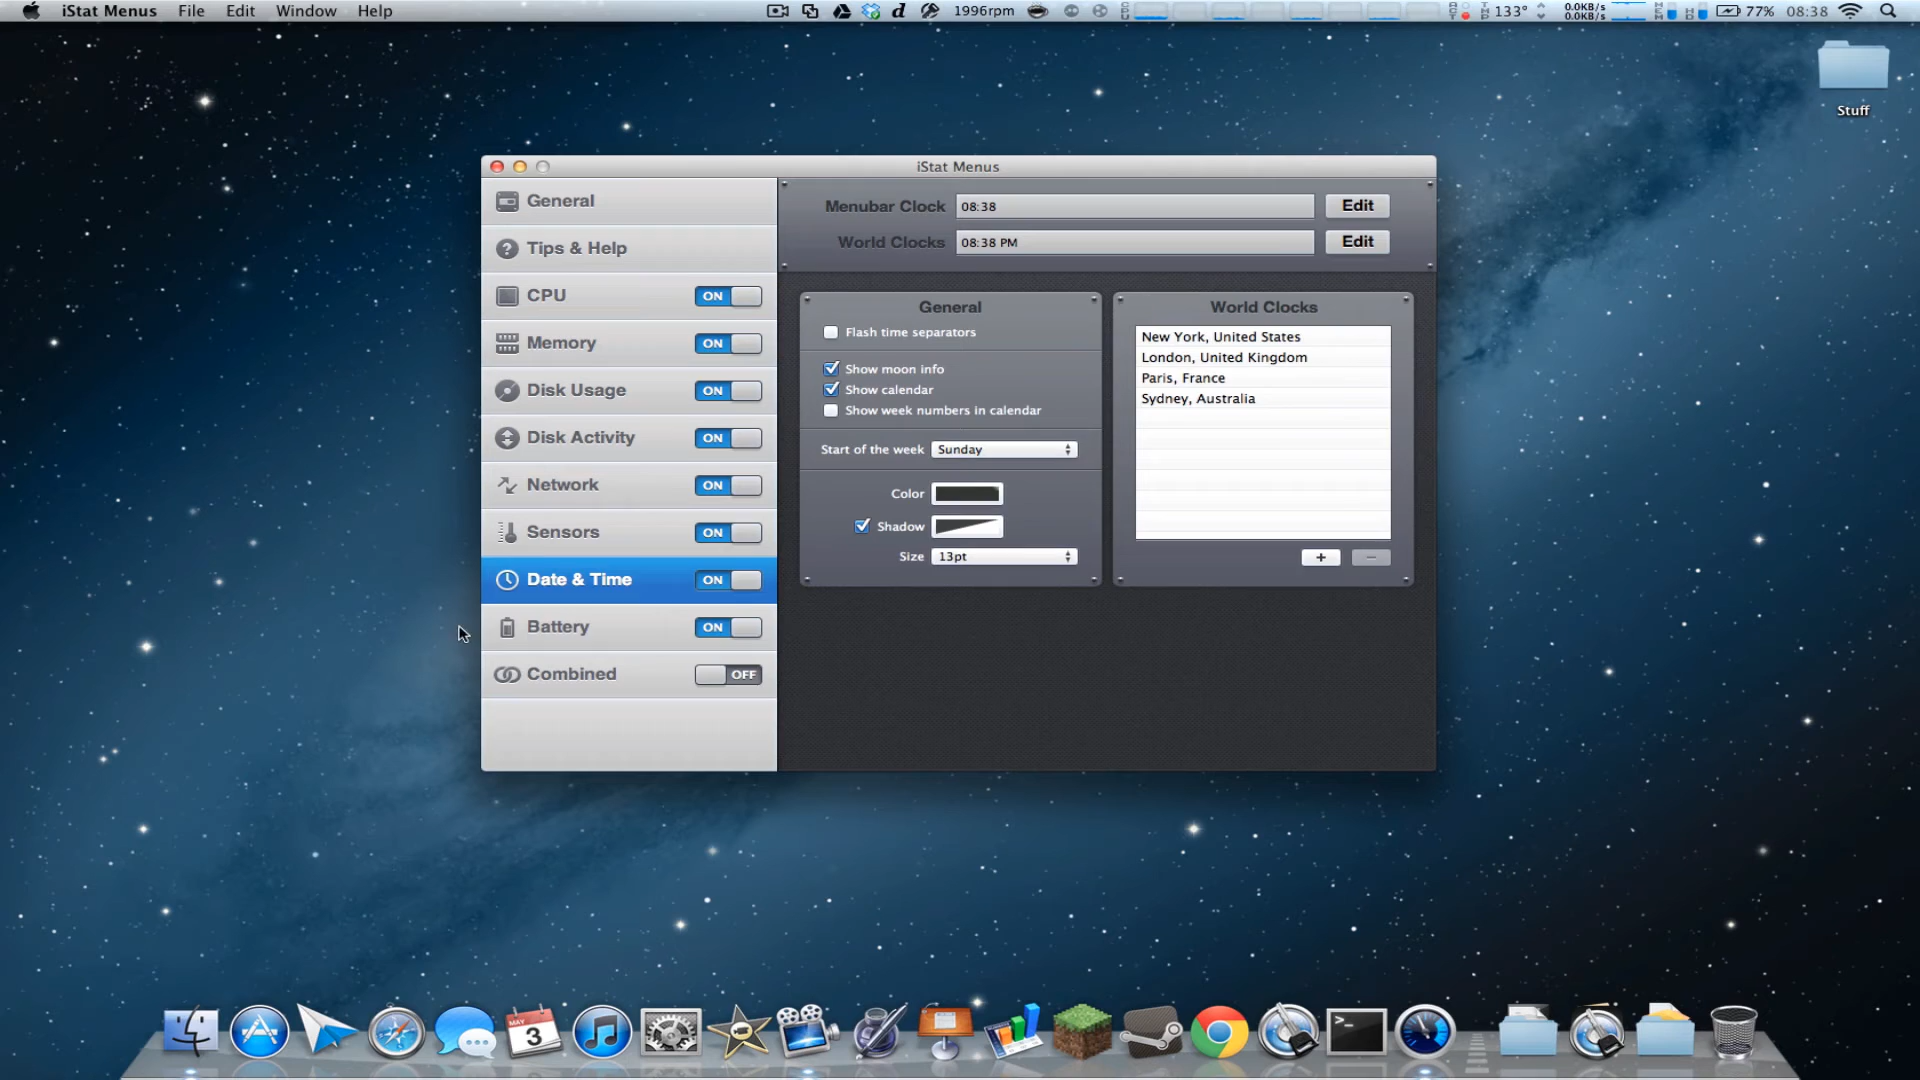 iStat Menus File Edit Window Help
1996rpm 133° 0.0KB/s 77% 08:38
0.0KB/s
Stuff
iStat Menus
General
Tips & Help
CPU ON
Memory ON
Disk Usage ON
Disk Activity ON
Network ON
Sensors ON
Date & Time ON
Battery ON
Combined OFF
Menubar Clock 08:38 Edit
World Clocks 08:38 PM Edit
General
Flash time separators
Show moon info
Show calendar
Show week numbers in calendar
Start of the week Sunday
Color
Shadow
Size 13pt
World Clocks
New York, United States
London, United Kingdom
Paris, France
Sydney, Australia
+ −
MAY
3
>_